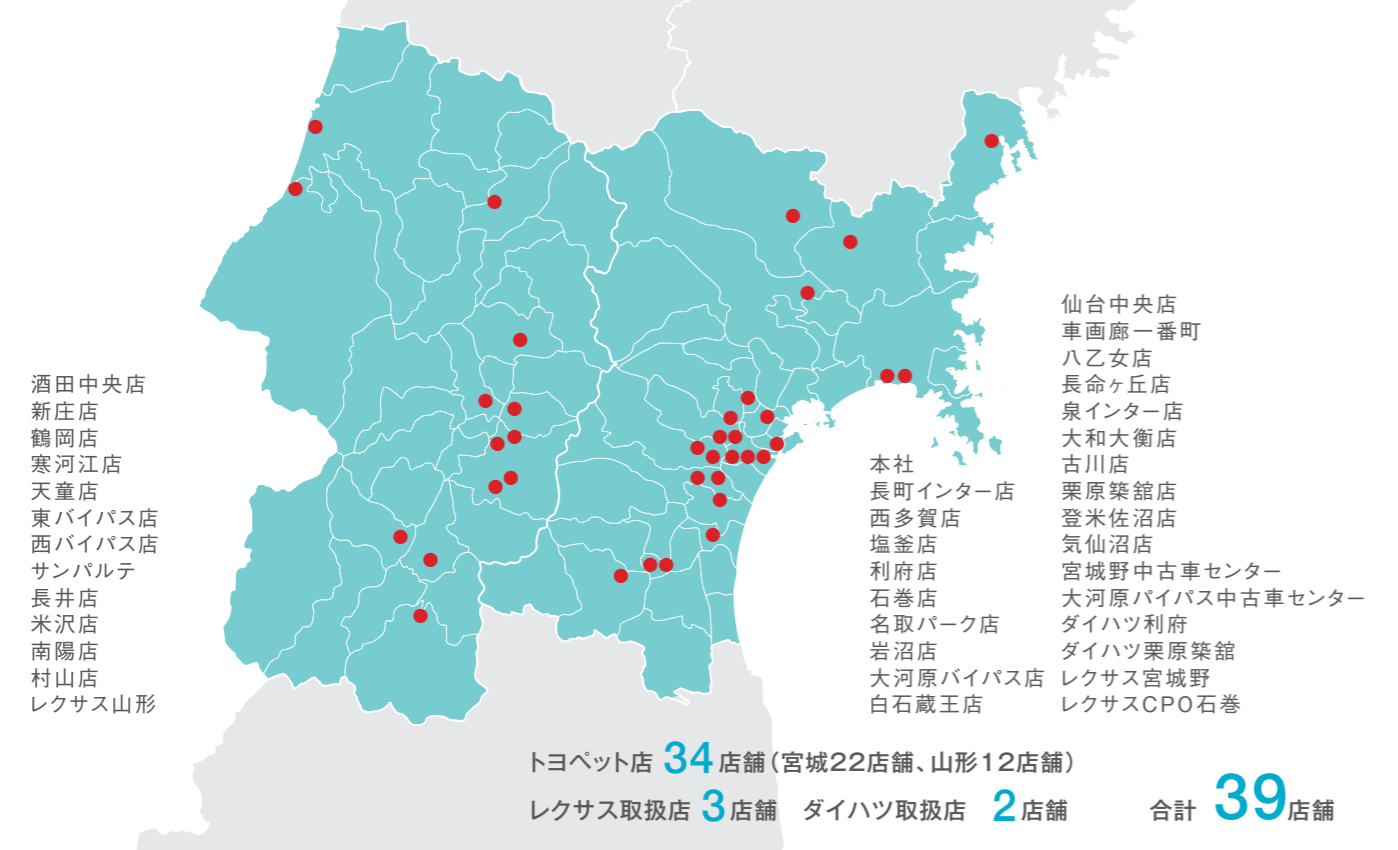 酒田中央店
新庄店
鶴岡店
寒河江店
天童店
東バイパス店
西バイパス店
サンパルテ
長井店
米沢店
南陽店
村山店
レクサス山形
本社
長町インター店
西多賀店
塩釜店
利府店
石巻店
名取パーク店
岩沼店
大河原バイパス店
白石蔵王店
仙台中央店
車画廊一番町
八乙女店
長命ヶ丘店
泉インター店
大和大衡店
古川店
栗原築舘店
登米佐沼店
気仙沼店
宮城野中古車センター
大河原バイパス中古車センター
ダイハツ利府
ダイハツ栗原築舘
レクサス宮城野
レクサスCPO石巻
トヨペット店 34店舗（宮城22店舗、山形12店舗）
レクサス取扱店 3店舗 ダイハツ取扱店 2店舗 合計 39店舗